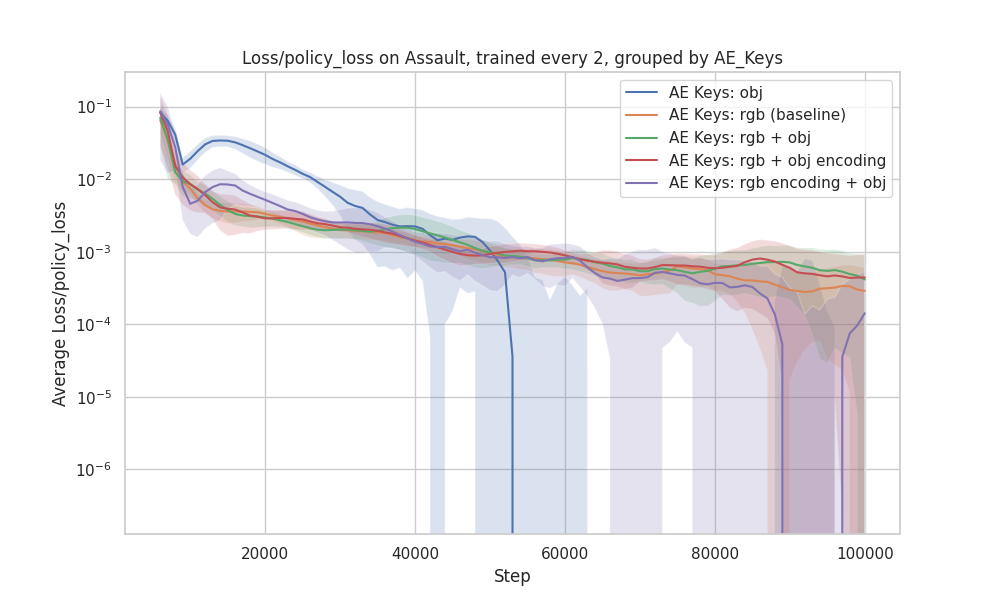 Loss/policy_loss on Assault, trained every 2, grouped by AE_Keys
AE Keys: obj
AE Keys: rgb (baseline)
AE Keys: rgb + obj
AE Keys: rgb + obj encoding
AE Keys: rgb encoding + obj
Average Loss/policy_loss
10⁻¹
10⁻²
10⁻³
10⁻⁴
10⁻⁵
10⁻⁶
20000 40000 60000 80000 100000
Step